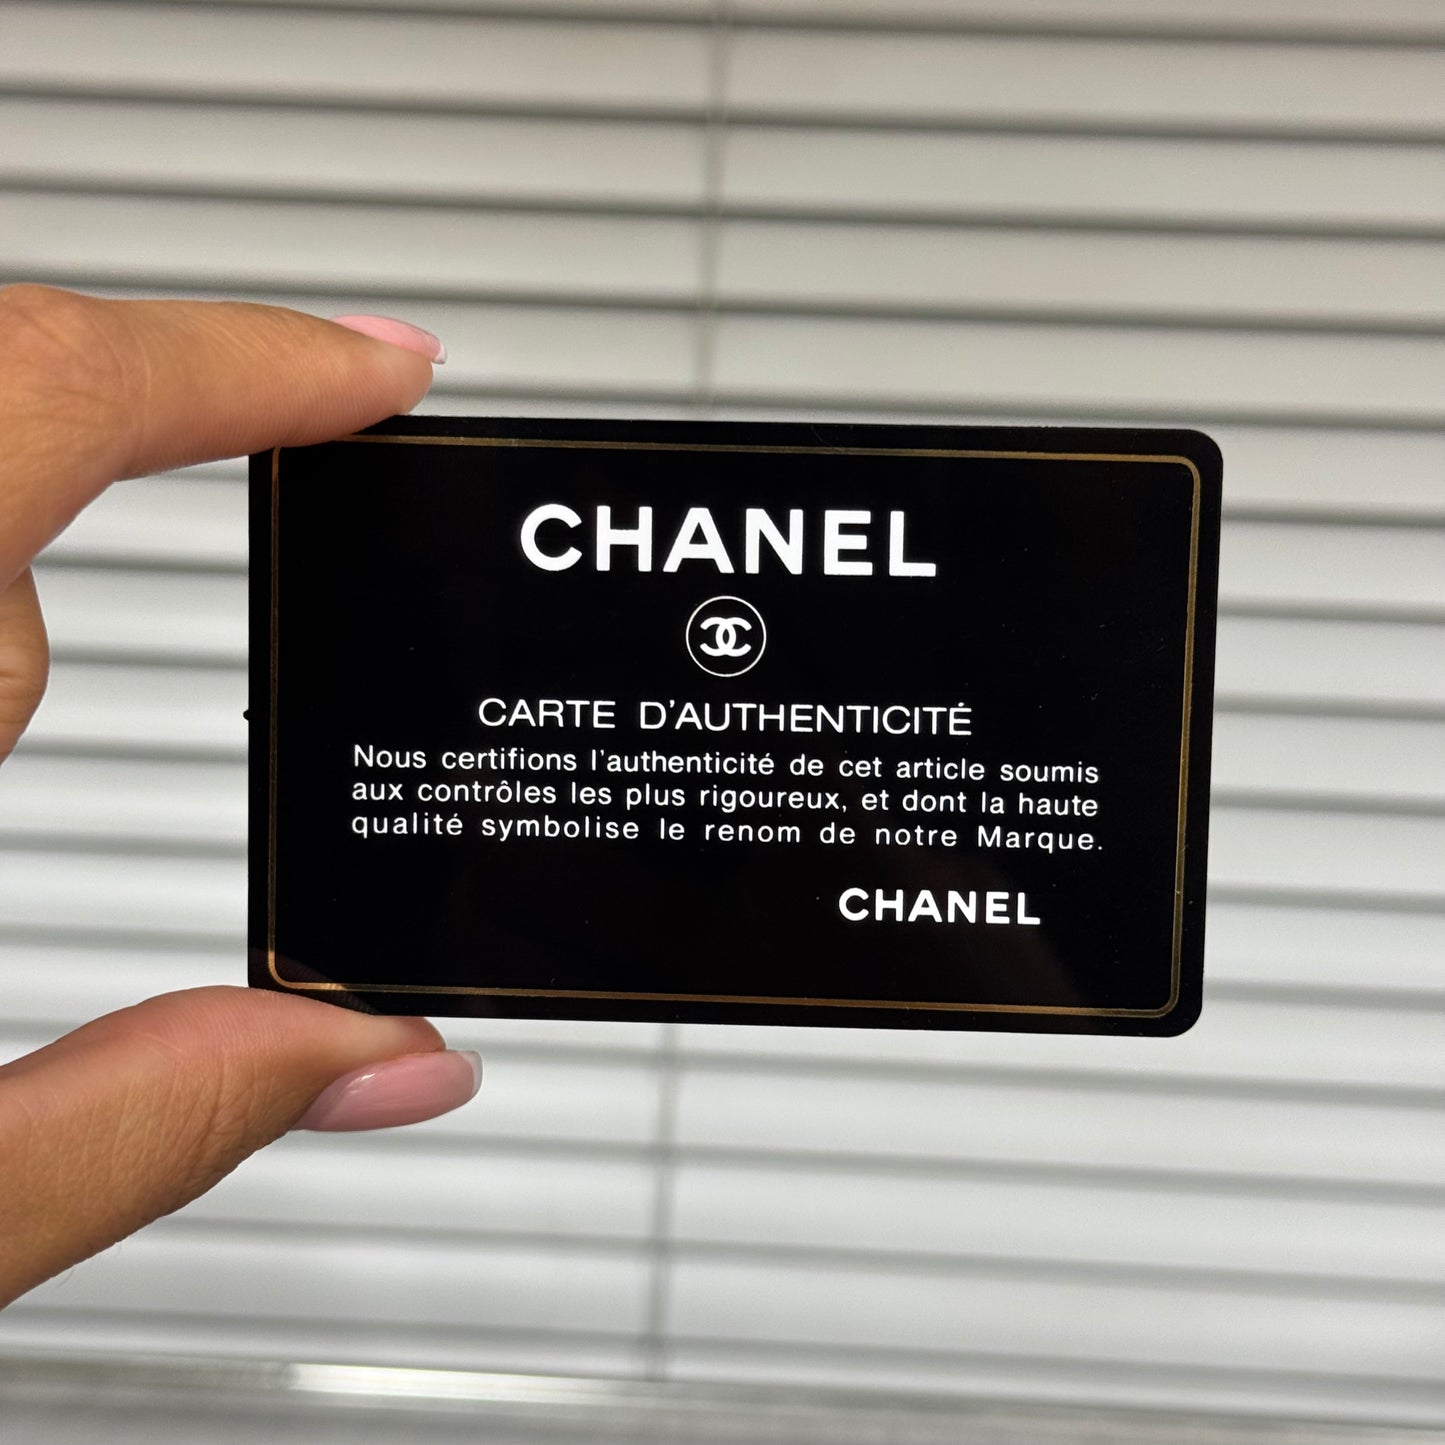 CHANEL
CARTE D'AUTHENTICITÉ
Nous certifions l'authenticité de cet article soumis
aux contrôles les plus rigoureux, et dont la haute
qualité symbolise le renom de notre Marque.
CHANEL